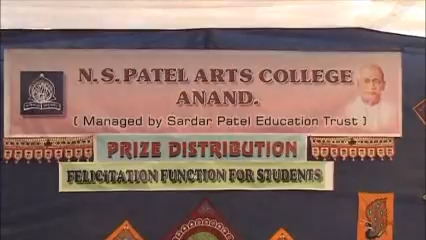 N.S. PATEL ARTS COLLEGE
ANAND.
( Managed by Sardar Patel Education Trust )
PRIZE DISTRIBUTION
FELICITATION FUNCTION FOR STUDENTS